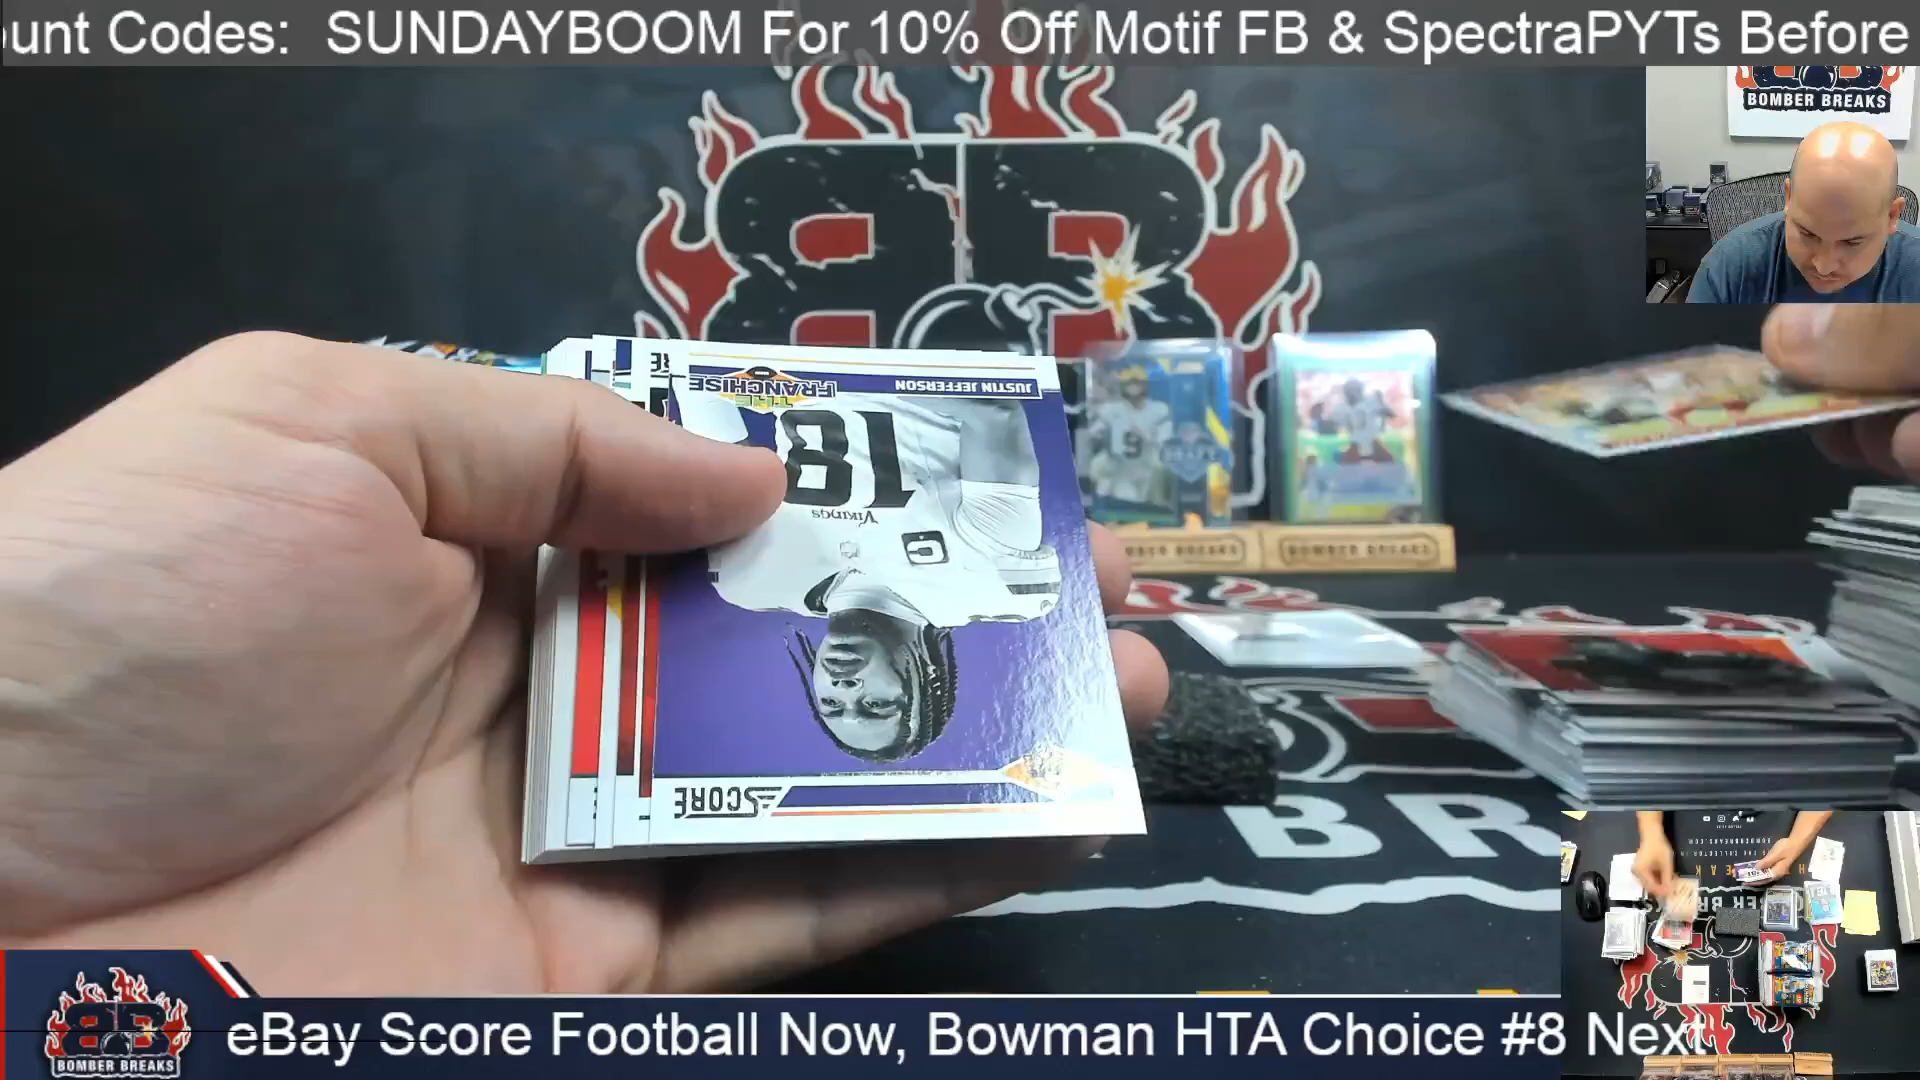 unt Codes: SUNDAYBOOM For 10% Off Motif FB & SpectraPYTs Before
BOMBER BREAKS
JUSTIN JEFFERSON
THE
FRANCHISE
18
VIKINGS
C
SCORE
BOMBER BREAKS
BOMBER BREAKS
B R
eBay Score Football Now, Bowman HTA Choice #8 Next
BOMBER BREAKS